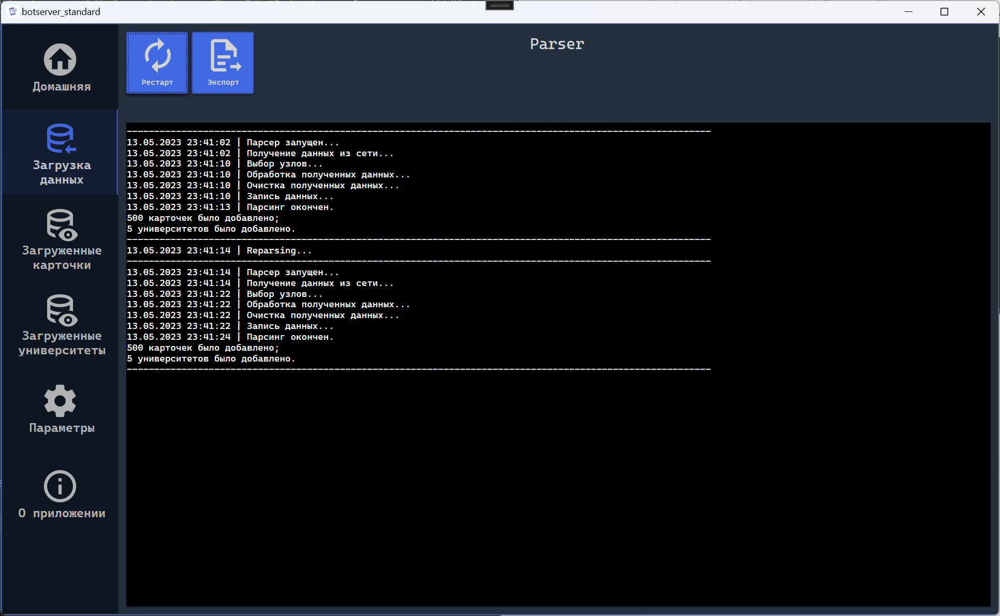 botserver_standard
Домашняя
Загрузка
данных
Загруженные
карточки
Загруженные
университеты
Параметры
О приложении
Рестарт
Экспорт
Parser
13.05.2023 23:41:02 | Парсер запущен...
13.05.2023 23:41:02 | Получение данных из сети...
13.05.2023 23:41:10 | Выбор узлов...
13.05.2023 23:41:10 | Обработка полученных данных...
13.05.2023 23:41:10 | Очистка полученных данных...
13.05.2023 23:41:10 | Запись данных...
13.05.2023 23:41:13 | Парсинг окончен.
500 карточек было добавлено;
5 университетов было добавлено.
13.05.2023 23:41:14 | Reparsing...
13.05.2023 23:41:14 | Парсер запущен...
13.05.2023 23:41:14 | Получение данных из сети...
13.05.2023 23:41:22 | Выбор узлов...
13.05.2023 23:41:22 | Обработка полученных данных...
13.05.2023 23:41:22 | Очистка полученных данных...
13.05.2023 23:41:22 | Запись данных...
13.05.2023 23:41:24 | Парсинг окончен.
500 карточек было добавлено;
5 университетов было добавлено.